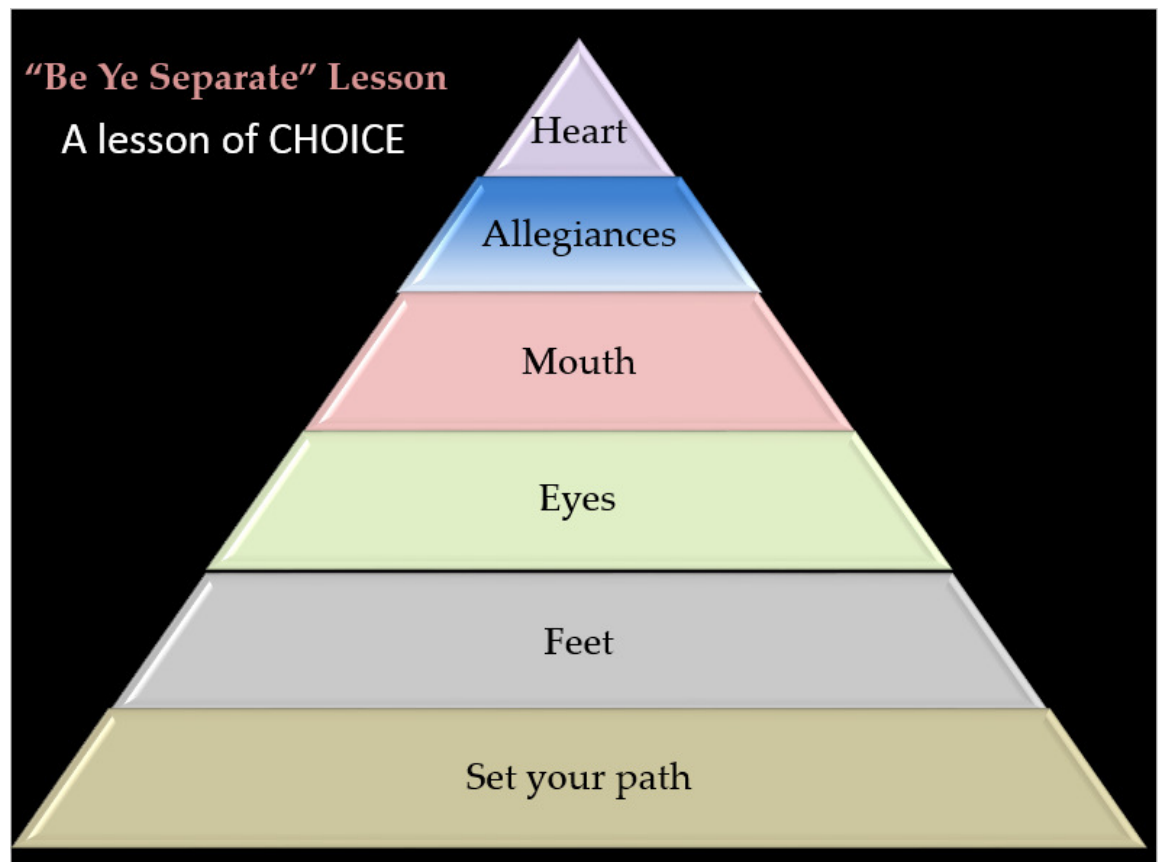 “Be Ye Separate” Lesson
A lesson of CHOICE
Heart
Allegiances
Mouth
Eyes
Feet
Set your path